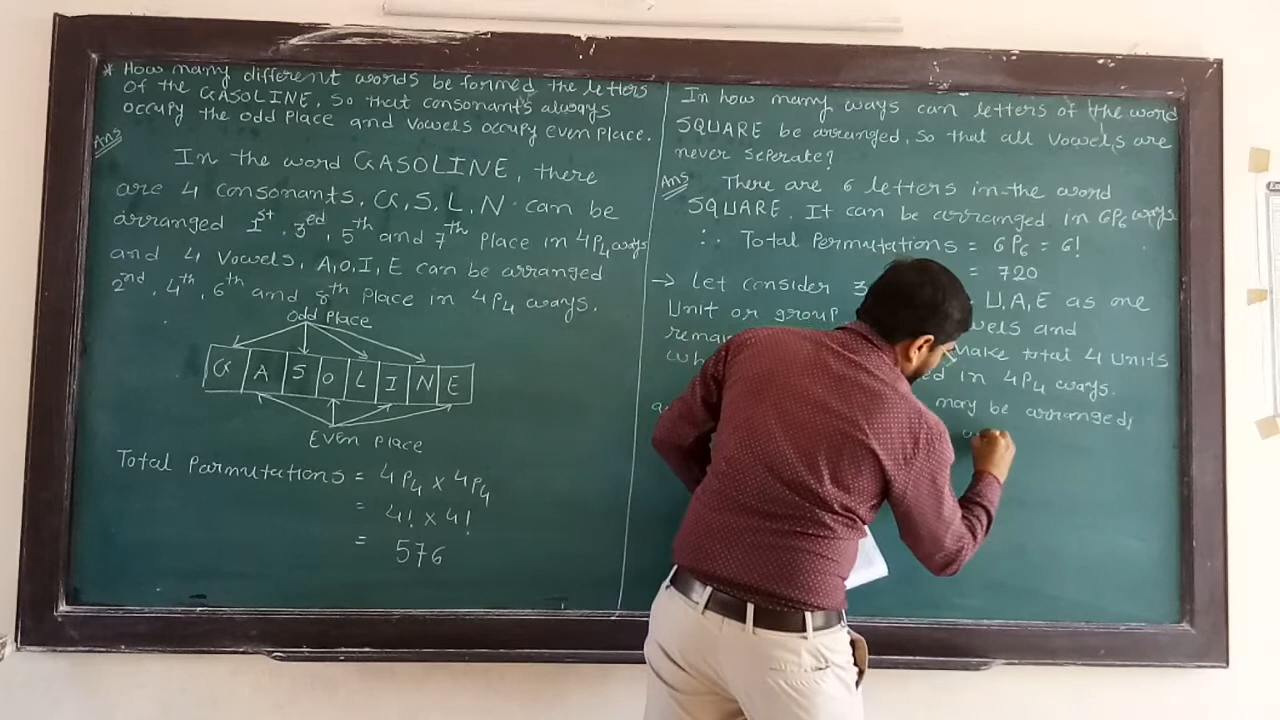 * How many different words be formed the letters
of the GASOLINE, so that consonants always
occupy the odd Place and Vowels occupy even Place.
Ans
In the word GASOLINE, there
are 4 consonants, G, S, L, N can be
arranged 1st, 3ed, 5th and 7th Place in 4P4 ways
and 4 Vowels, A, O, I, E can be arranged
2nd, 4th, 6th and 8th Place in 4P4 ways.
Odd Place
G A S O L I N E
Even Place
Total Parmutations = 4P4 x 4P4
= 4! x 4!
= 576
In how many ways can letters of the word
SQUARE be arranged, so that all Vowels are
never seperate?
Ans There are 6 letters in the word
SQUARE. It can be arranged in 6P6 ways
∴ Total Permutations = 6P6 = 6!
= 720
→ Let consider 3 U, A, E as one
Unit or group
Make total 4 Units
in 4P4 ways.
may be arranged,